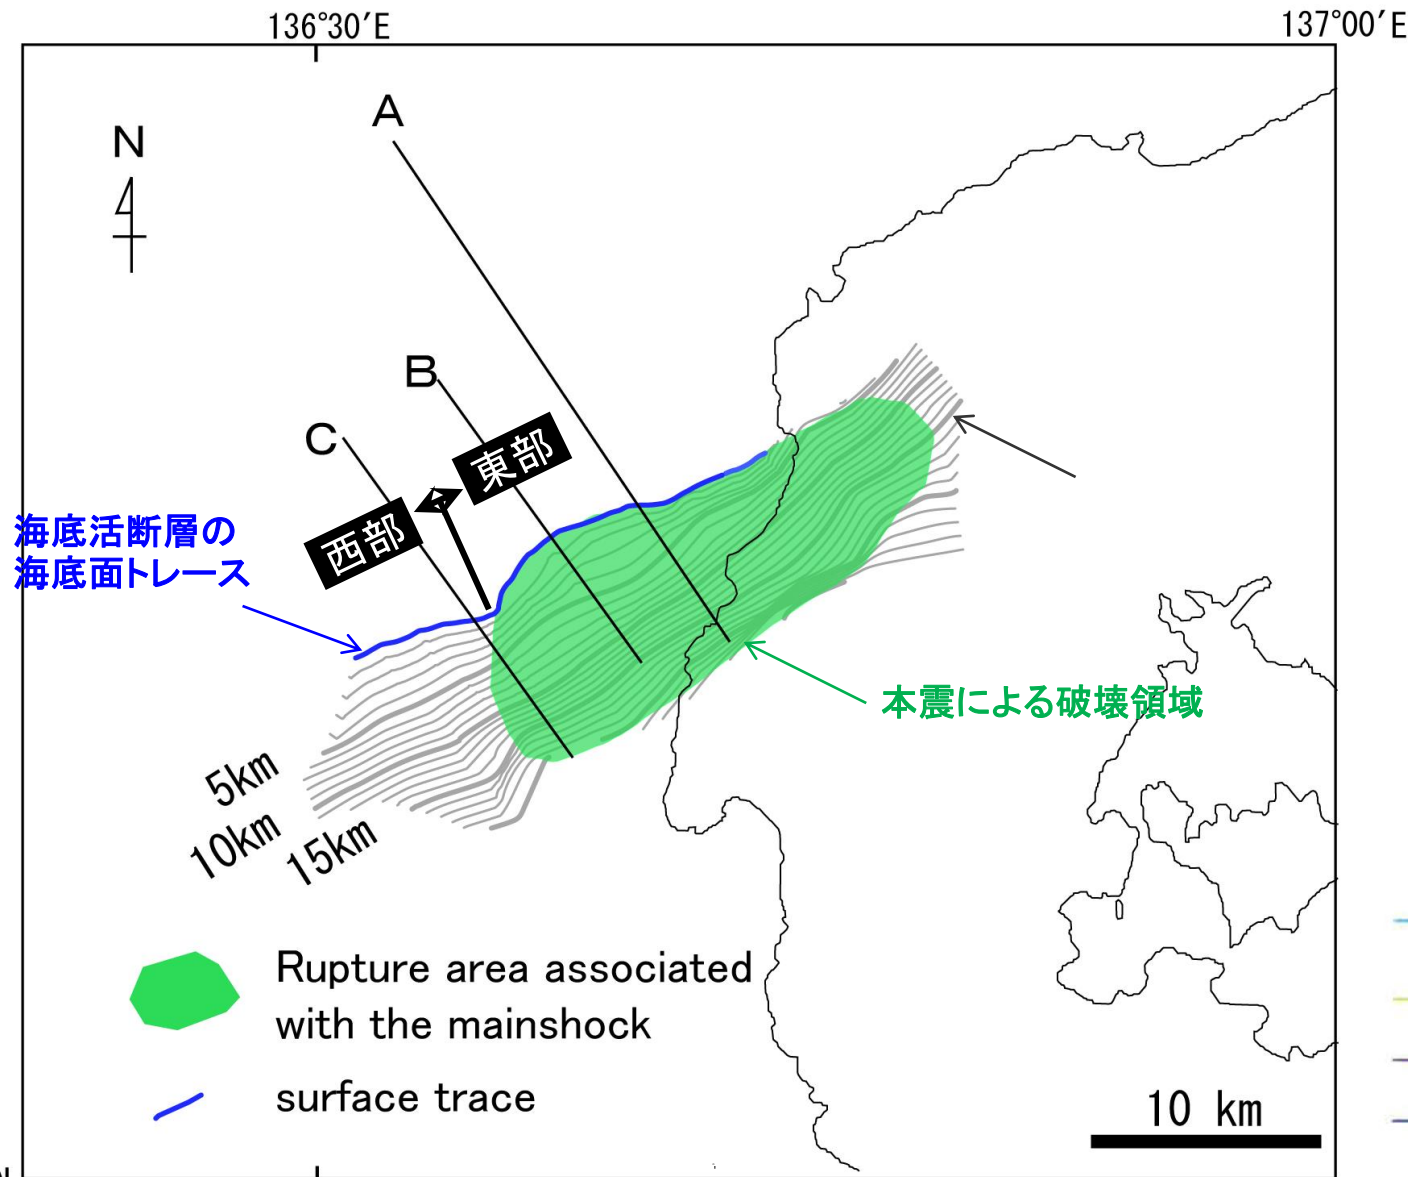 136°30′E
137°00′E
A
N
B
C
東部
西部
海底活断層の
海底面トレース
本震による破壊領域
5km
10km
15km
Rupture area associated
with the mainshock
surface trace
10 km
N